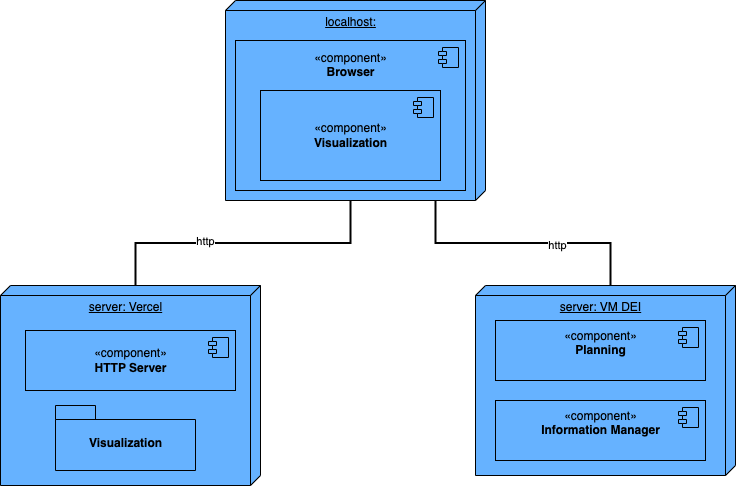 localhost:
«component»
Browser
«component»
Visualization
http
http
server: Vercel
«component»
HTTP Server
Visualization
server: VM DEI
«component»
Planning
«component»
Information Manager